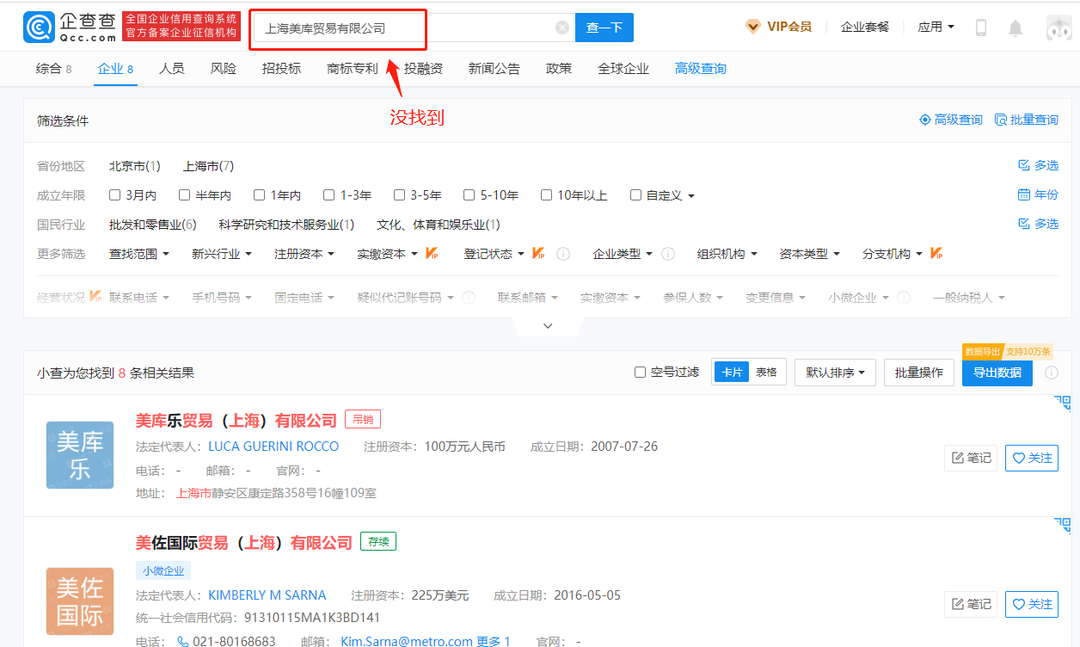 企查查 Qcc.com 全国企业信用查询系统 官方备案企业征信机构 上海美库贸易有限公司 查一下 VIP会员 企业套餐 应用
综合 8 企业 8 人员 风险 招投标 商标专利 投融资 新闻公告 政策 全球企业 高级查询
没找到
筛选条件 高级查询 批量查询
省份地区 北京市(1) 上海市(7) 多选
成立年限 3月内 半年内 1年内 1-3年 3-5年 5-10年 10年以上 自定义 年份
国民行业 批发和零售业(6) 科学研究和技术服务业(1) 文化、体育和娱乐业(1) 多选
更多筛选 查找范围 新兴行业 注册资本 实缴资本 登记状态 企业类型 组织机构 资本类型 分支机构
经营状况 联系电话 手机号码 固定电话 疑似代记账号码 联系邮箱 实缴资本 参保人数 变更信息 小微企业 一般纳税人
数据导出 支持10万条
小查为您找到 8 条相关结果 空号过滤 卡片 表格 默认排序 批量操作 导出数据
美库乐
美库乐贸易（上海）有限公司 吊销
法定代表人：LUCA GUERINI ROCCO 注册资本：100万元人民币 成立日期：2007-07-26
电话： - 邮箱： - 官网： -
地址： 上海市静安区康定路358号16幢109室
笔记 关注
美佐国际
美佐国际贸易（上海）有限公司 存续
小微企业
法定代表人：KIMBERLY M SARNA 注册资本：225万美元 成立日期：2016-05-05
统一社会信用代码：91310115MA1K3BD141
电话： 021-80168683 邮箱： Kim.Sarna@metro.com 更多 1 官网： -
笔记 关注